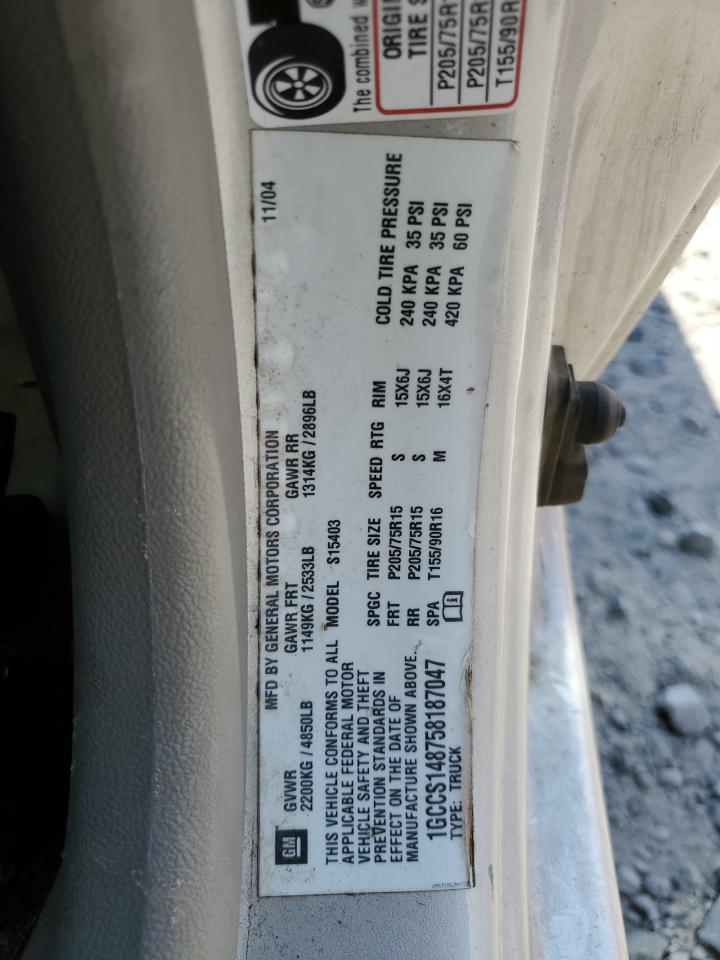 The combined w
ORIGIN
TIRE S
P205/75R1
P205/75R1
T155/90R
MFD BY GENERAL MOTORS CORPORATION 11/04
GVWR GAWR FRT GAWR RR
2200KG / 4850LB 1149KG / 2533LB 1314KG / 2896LB
GM
THIS VEHICLE CONFORMS TO ALL
APPLICABLE FEDERAL MOTOR
VEHICLE SAFETY AND THEFT
PREVENTION STANDARDS IN
EFFECT ON THE DATE OF
MANUFACTURE SHOWN ABOVE.
1GCCS148758187047
TYPE: TRUCK
MODEL S15403
SPGC TIRE SIZE SPEED RTG RIM COLD TIRE PRESSURE
FRT P205/75R15 S 15X6J 240 KPA 35 PSI
RR P205/75R15 S 15X6J 240 KPA 35 PSI
SPA T155/90R16 M 16X4T 420 KPA 60 PSI